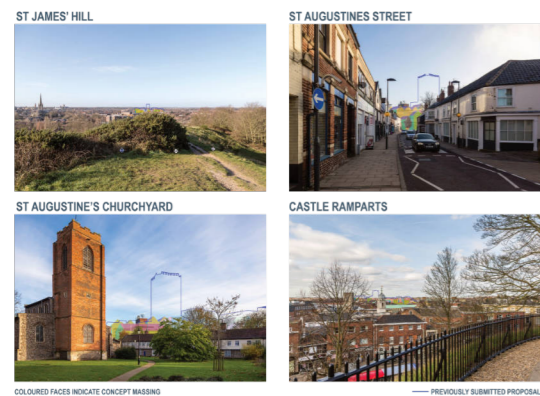 ST JAMES' HILL
ST AUGUSTINES STREET
ST AUGUSTINE'S CHURCHYARD
CASTLE RAMPARTS
COLOURED FACES INDICATE CONCEPT MASSING
PREVIOUSLY SUBMITTED PROPOSAL